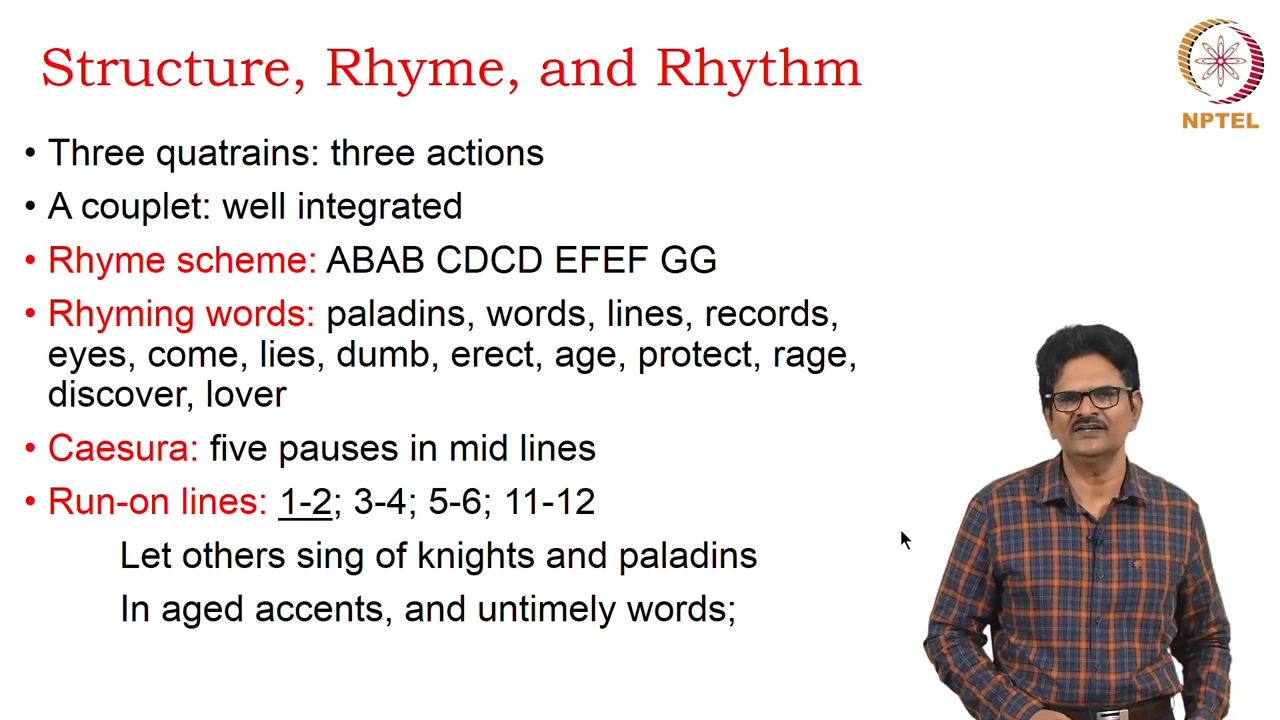 Structure, Rhyme, and Rhythm
NPTEL
• Three quatrains: three actions
• A couplet: well integrated
• Rhyme scheme: ABAB CDCD EFEF GG
• Rhyming words: paladins, words, lines, records,
eyes, come, lies, dumb, erect, age, protect, rage,
discover, lover
• Caesura: five pauses in mid lines
• Run-on lines: 1-2; 3-4; 5-6; 11-12
Let others sing of knights and paladins
In aged accents, and untimely words;